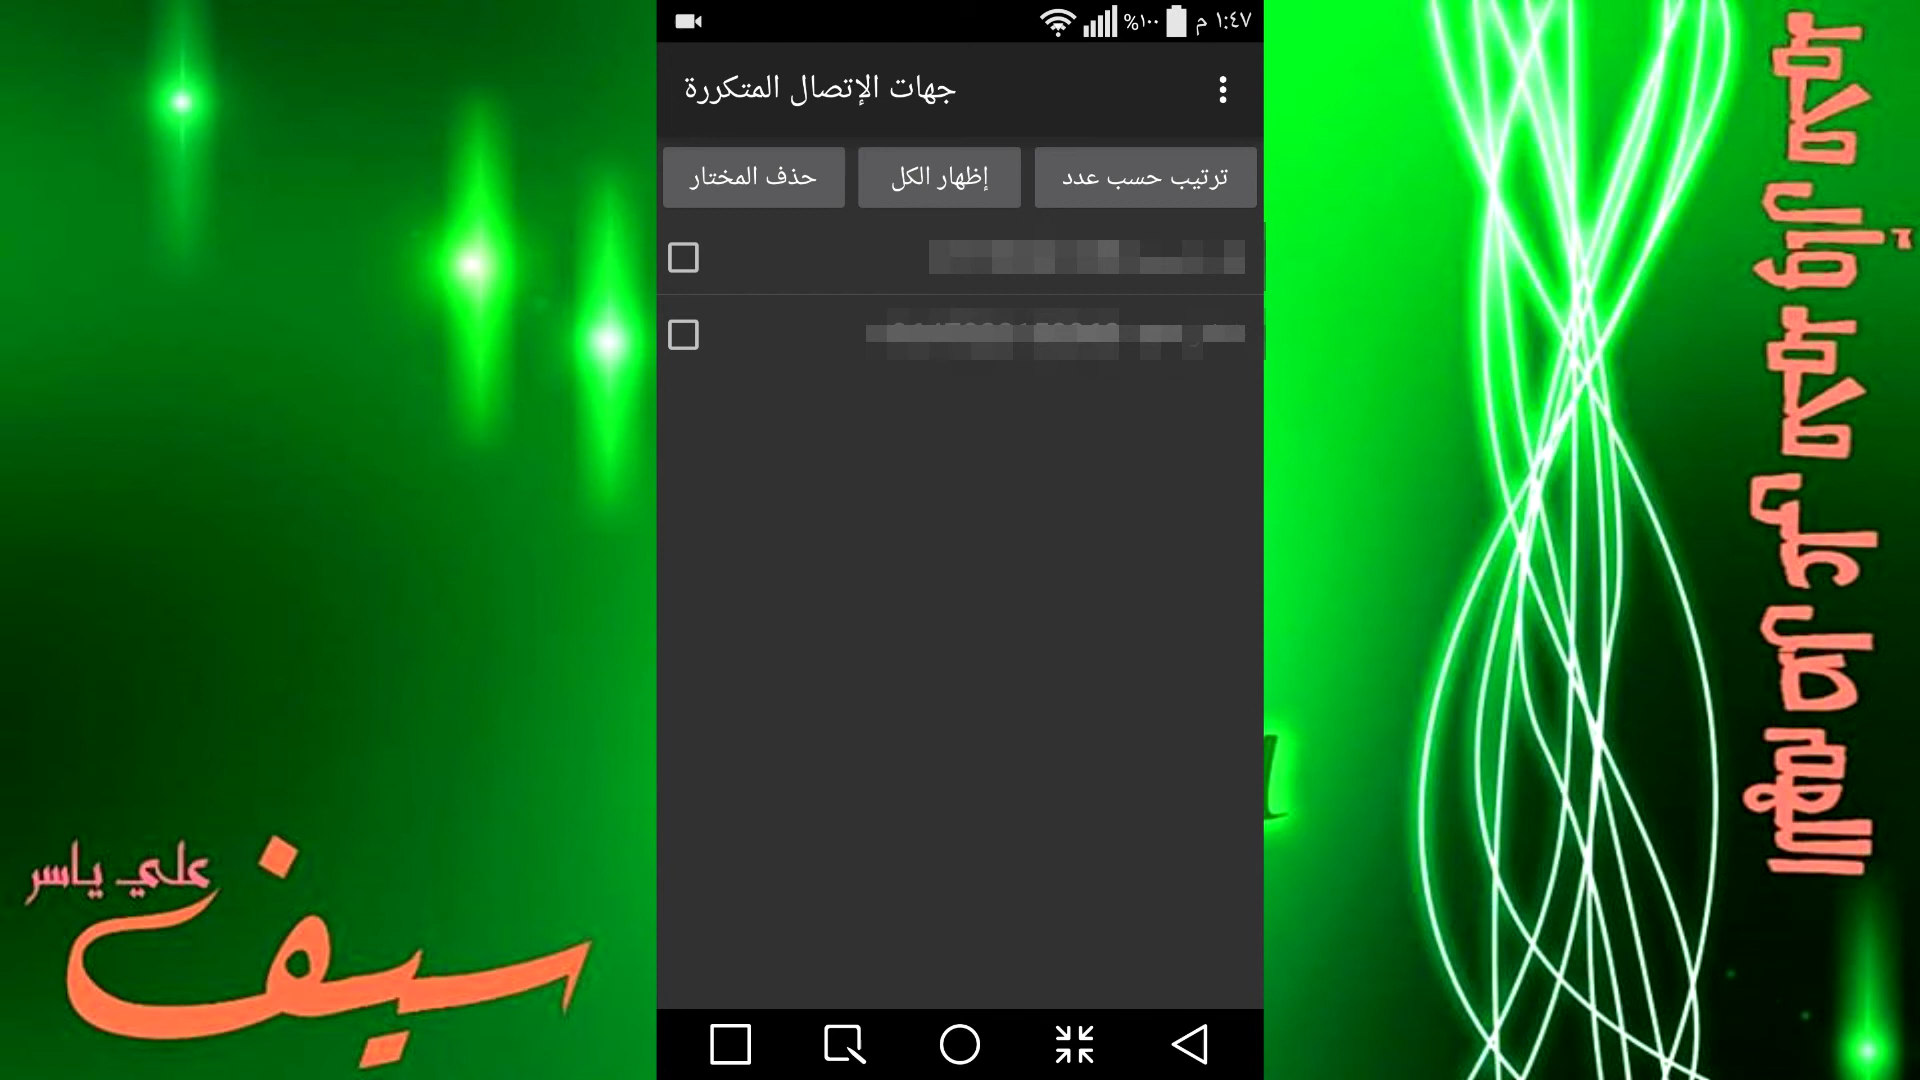 ١:٤٧ م
%١٠٠
جهات الإتصال المتكررة
ترتيب حسب عدد
إظهار الكل
حذف المختار
اللهم صل على محمد وآل محمد
علي ياسر
سيف